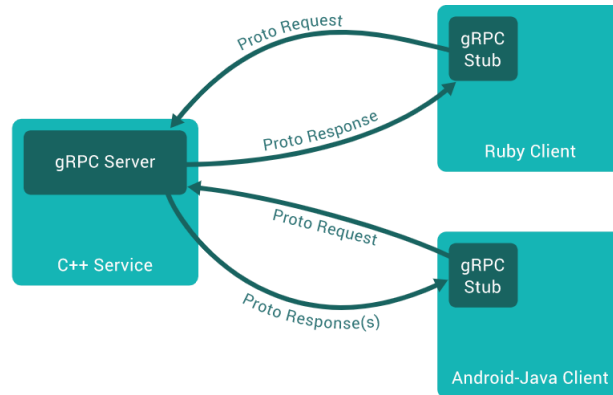 Proto Request
gRPC
Stub
Proto Response
Ruby Client
gRPC Server
C++ Service
Proto Request
gRPC
Stub
Proto Response(s)
Android-Java Client